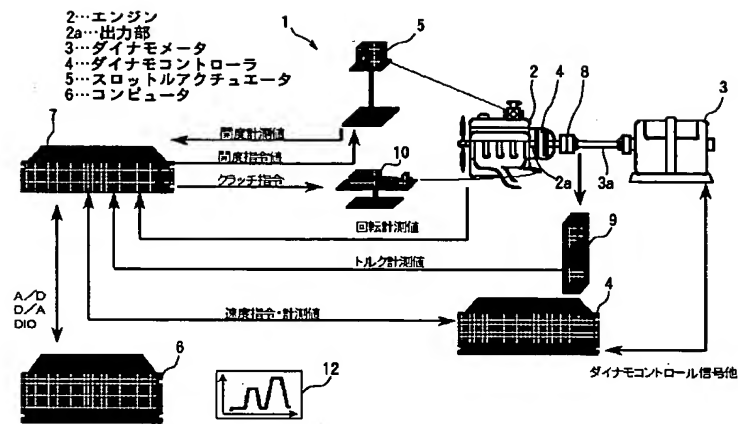 2…エンジン
2a…出力部
3…ダイナモメータ
4…ダイナモコントローラ
5…スロットルアクチュエータ
6…コンピュータ
1
5
2
4
8
3
7
開度計測値
開度指令値
10
クラッチ指令
2a
3a
回転計測値
9
トルク計測値
4
A/D
D/A
DIO
速度指令・計測値
6
12
ダイナモコントロール信号他